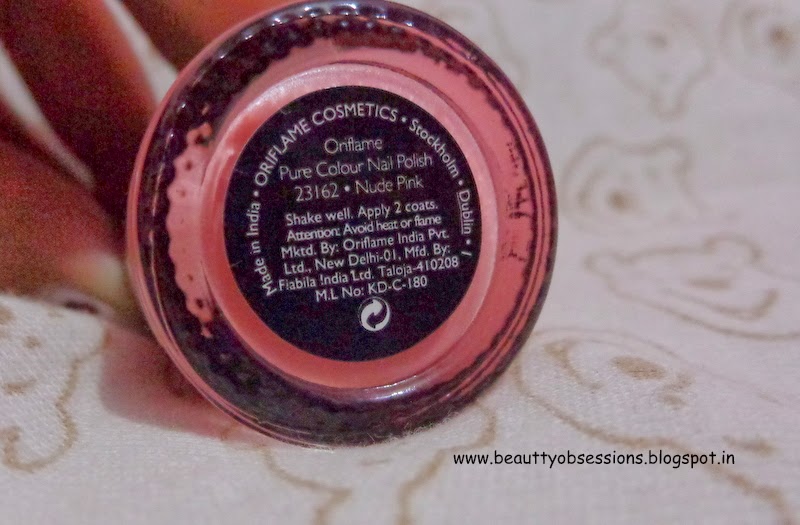 Made in India • ORIFLAME COSMETICS • Stockholm • Dublin •
Oriflame
Pure Colour Nail Polish
23162 • Nude Pink
Shake well. Apply 2 coats.
Attention: Avoid heat or flame
Mktd. By: Oriflame India Pvt.
Ltd., New Delhi-01, Mfd. By:
Fiabila India Ltd. Taloja-410208
M.L No: KD-C-180
www.beauttyobsessions.blogspot.in